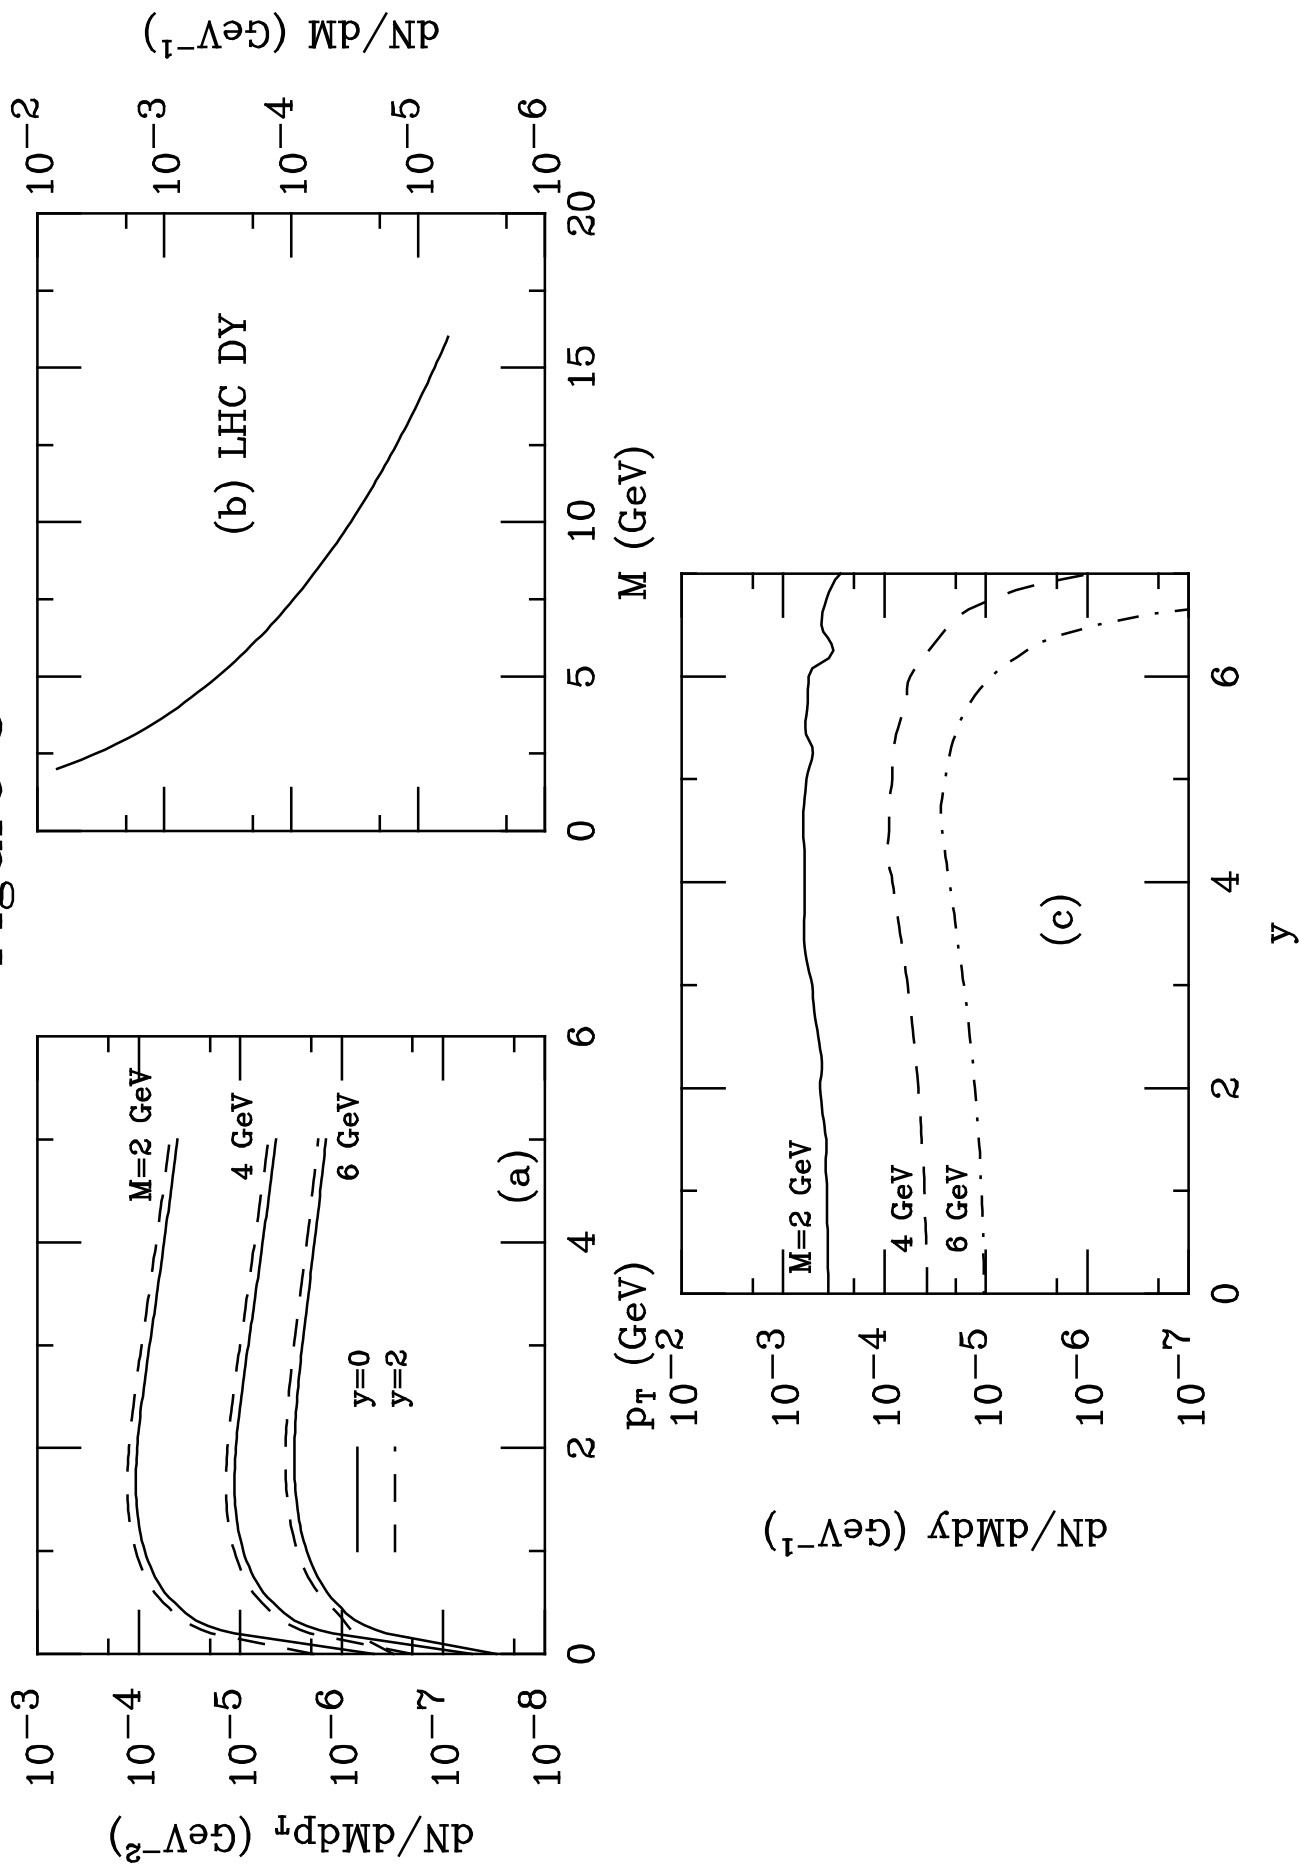 Figure
dN/dMdp_T (GeV^−2)
10^−3
10^−4
10^−5
10^−6
10^−7
10^−8
M=2 GeV
4 GeV
6 GeV
y=0
y=2
(a)
0 2 4 6
p_T (GeV)
(b) LHC DY
0 5 10 15 20
M (GeV)
10^−2
10^−3
10^−4
10^−5
10^−6
dN/dM (GeV^−1)
dN/dMdy (GeV^−1)
10^−2
10^−3
10^−4
10^−5
10^−6
10^−7
M=2 GeV
4 GeV
6 GeV
(c)
0 2 4 6
y